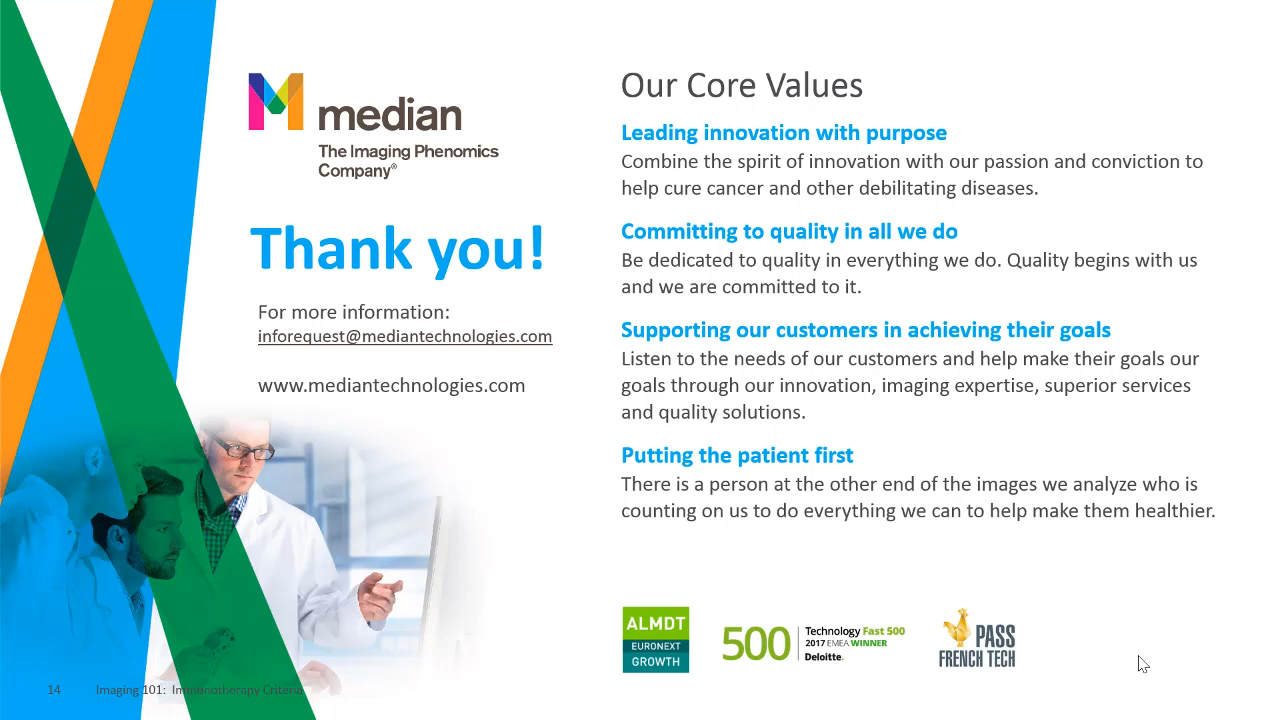 median
The Imaging Phenomics
Company®
Thank you!
For more information:
inforequest@mediantechnologies.com
www.mediantechnologies.com
Our Core Values
Leading innovation with purpose
Combine the spirit of innovation with our passion and conviction to
help cure cancer and other debilitating diseases.
Committing to quality in all we do
Be dedicated to quality in everything we do. Quality begins with us
and we are committed to it.
Supporting our customers in achieving their goals
Listen to the needs of our customers and help make their goals our
goals through our innovation, imaging expertise, superior services
and quality solutions.
Putting the patient first
There is a person at the other end of the images we analyze who is
counting on us to do everything we can to help make them healthier.
ALMDT
EURONEXT
GROWTH
500
Technology Fast 500
2017 EMEA WINNER
Deloitte.
PASS
FRENCH TECH
14 Imaging 101: Immunotherapy Criteria